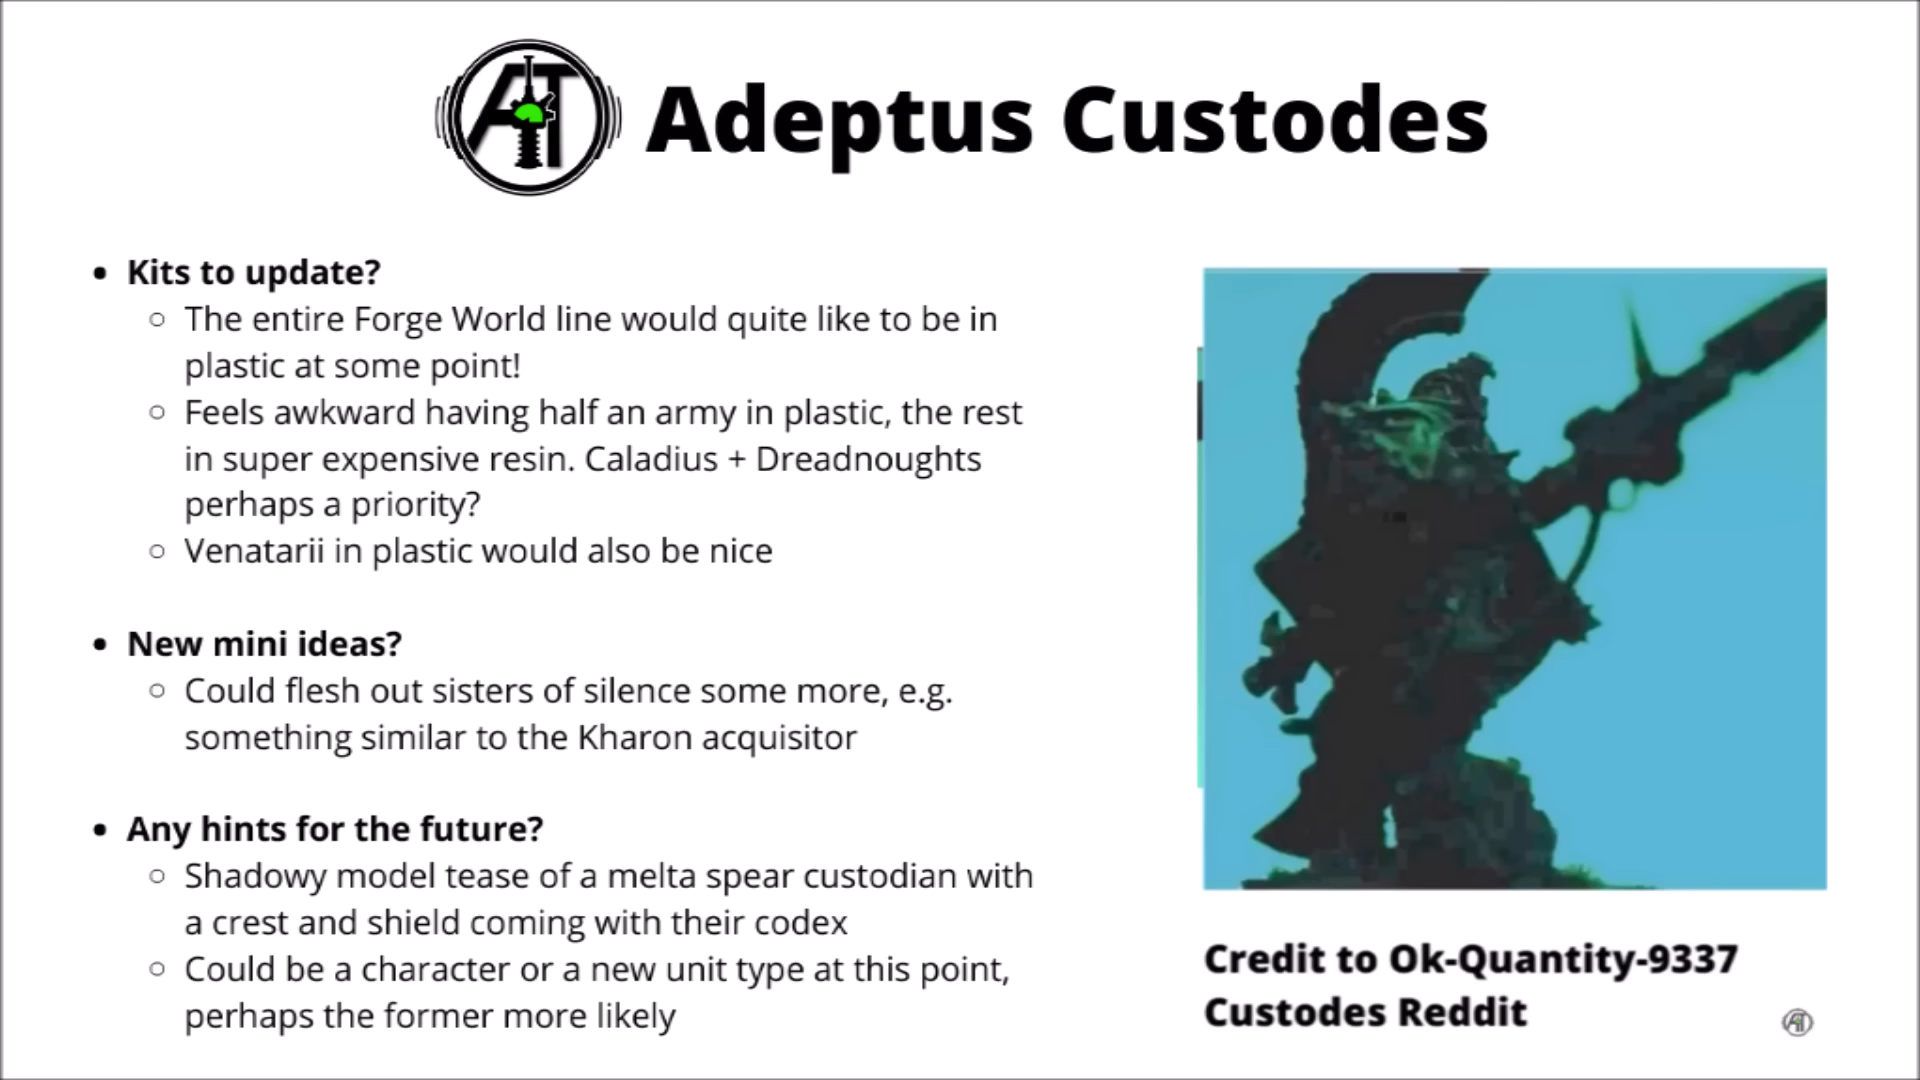 AT Adeptus Custodes
• Kits to update?
○ The entire Forge World line would quite like to be in
plastic at some point!
○ Feels awkward having half an army in plastic, the rest
in super expensive resin. Caladius + Dreadnoughts
perhaps a priority?
○ Venatarii in plastic would also be nice
• New mini ideas?
○ Could flesh out sisters of silence some more, e.g.
something similar to the Kharon acquisitor
• Any hints for the future?
○ Shadowy model tease of a melta spear custodian with
a crest and shield coming with their codex
○ Could be a character or a new unit type at this point,
perhaps the former more likely
Credit to Ok-Quantity-9337
Custodes Reddit
AT